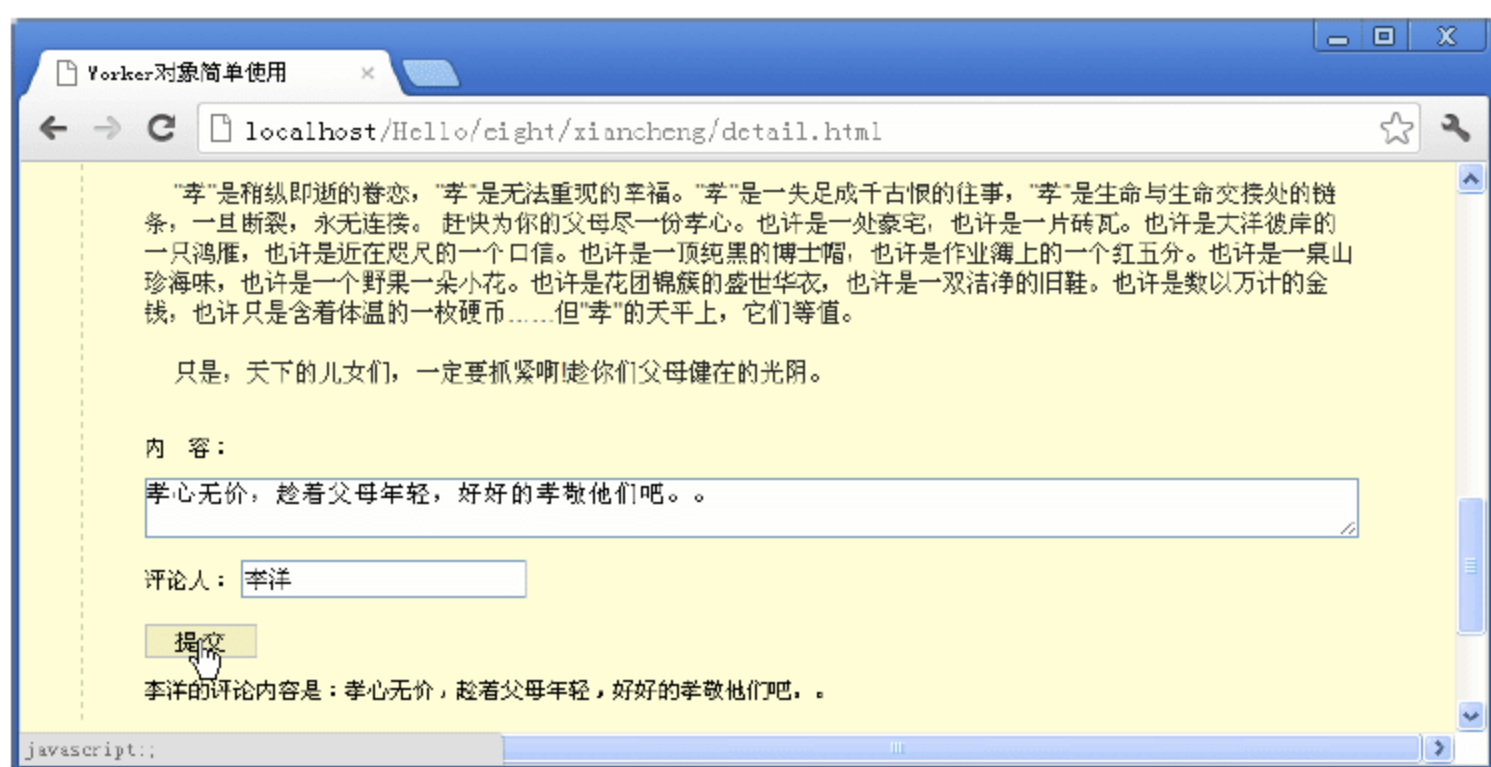 Worker对象简单使用
localhost/Hello/eight/xiancheng/detail.html
"孝"是稍纵即逝的眷恋，"孝"是无法重现的幸福。"孝"是一失足成千古恨的往事，"孝"是生命与生命交接处的链
条，一旦断裂，永无连接。 赶快为你的父母尽一份孝心。也许是一处豪宅，也许是一片砖瓦。也许是大洋彼岸的
一只鸿雁，也许是近在咫尺的一个口信。也许是一顶纯黑的博士帽，也许是作业簿上的一个红五分。也许是一桌山
珍海味，也许是一个野果一朵小花。也许是花团锦簇的盛世华衣，也许是一双洁净的旧鞋。也许是数以万计的金
钱，也许只是含着体温的一枚硬币……但"孝"的天平上，它们等值。
只是，天下的儿女们，一定要抓紧啊!趁你们父母健在的光阴。
内 容：
孝心无价，趁着父母年轻，好好的孝敬他们吧。。
评论人： 李洋
提交
李洋的评论内容是：孝心无价，趁着父母年轻，好好的孝敬他们吧。。
javascript:;